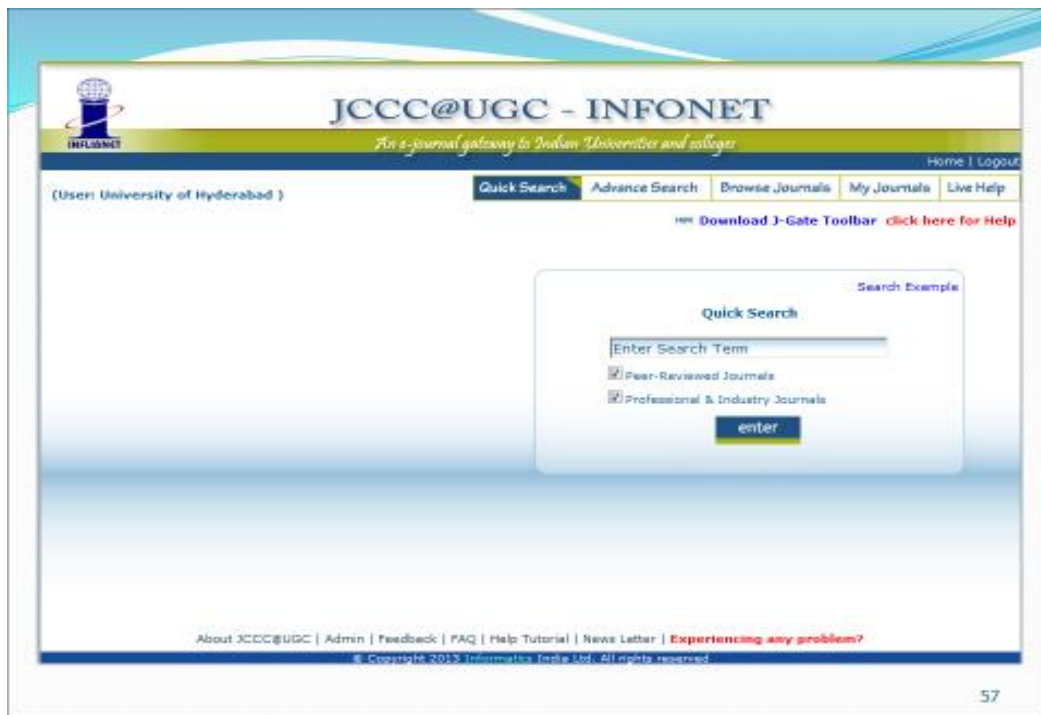 JCCC@UGC - INFONET
INFLIBNET
An e-journal gateway to Indian Universities and colleges
Home | Logout
(User: University of Hyderabad )
Quick Search Advance Search Browse Journals My Journals Live Help
Download J-Gate Toolbar click here for Help
Search Example
Quick Search
Enter Search Term
Peer-Reviewed Journals
Professional & Industry Journals
enter
About JCCC@UGC | Admin | Feedback | FAQ | Help Tutorial | News Letter | Experiencing any problem?
© Copyright 2013 Informatics India Ltd. All rights reserved
57